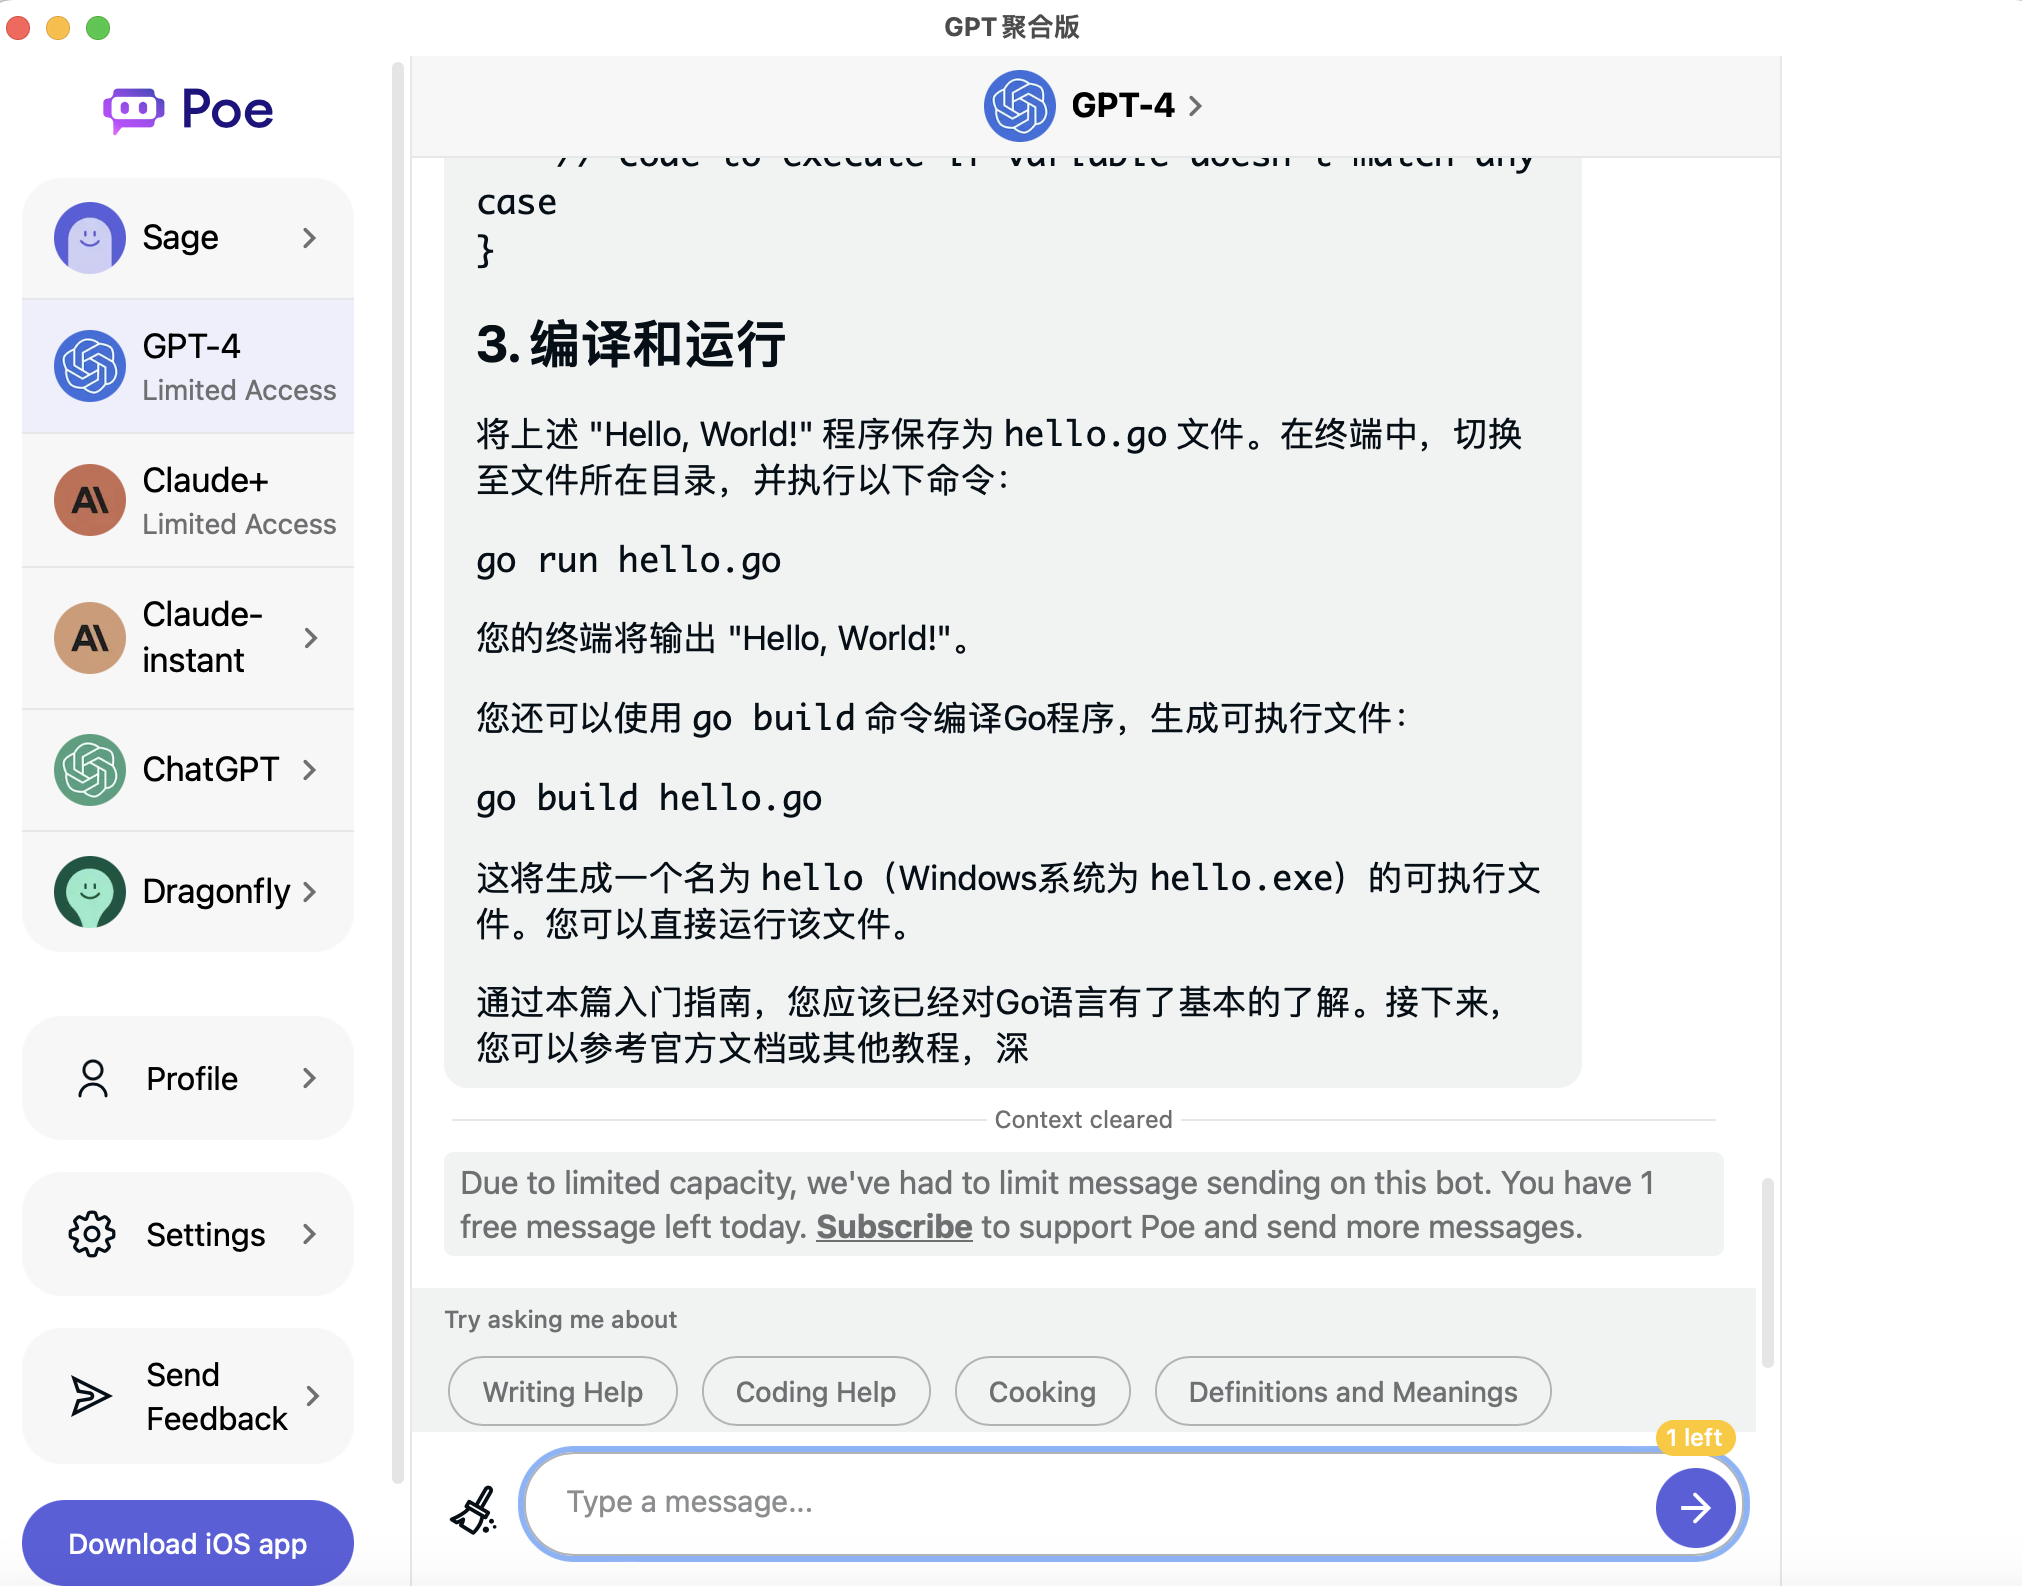 GPT 聚合版
Poe
Sage
GPT-4
Limited Access
Claude+
Limited Access
Claude-
instant
ChatGPT
Dragonfly
Profile
Settings
Send
Feedback
Download iOS app
GPT-4
// code to execute if variable doesn't match any
case
}
3. 编译和运行
将上述 "Hello, World!" 程序保存为 hello.go 文件。在终端中，切换
至文件所在目录，并执行以下命令：
go run hello.go
您的终端将输出 "Hello, World!"。
您还可以使用 go build 命令编译Go程序，生成可执行文件：
go build hello.go
这将生成一个名为 hello（Windows系统为 hello.exe）的可执行文
件。您可以直接运行该文件。
通过本篇入门指南，您应该已经对Go语言有了基本的了解。接下来，
您可以参考官方文档或其他教程，深
Context cleared
Due to limited capacity, we've had to limit message sending on this bot. You have 1
free message left today. Subscribe to support Poe and send more messages.
Try asking me about
Writing Help
Coding Help
Cooking
Definitions and Meanings
1 left
Type a message...